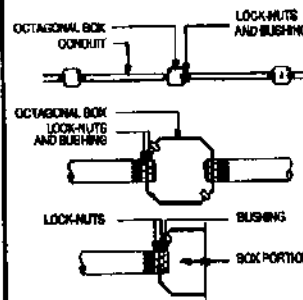 OCTAGONAL BOX
CONDUIT
LOCK-NUTS
AND BUSHING
OCTAGONAL BOX
LOCK-NUTS
AND BUSHING
LOCK-NUTS
BUSHING
BOX PORTION